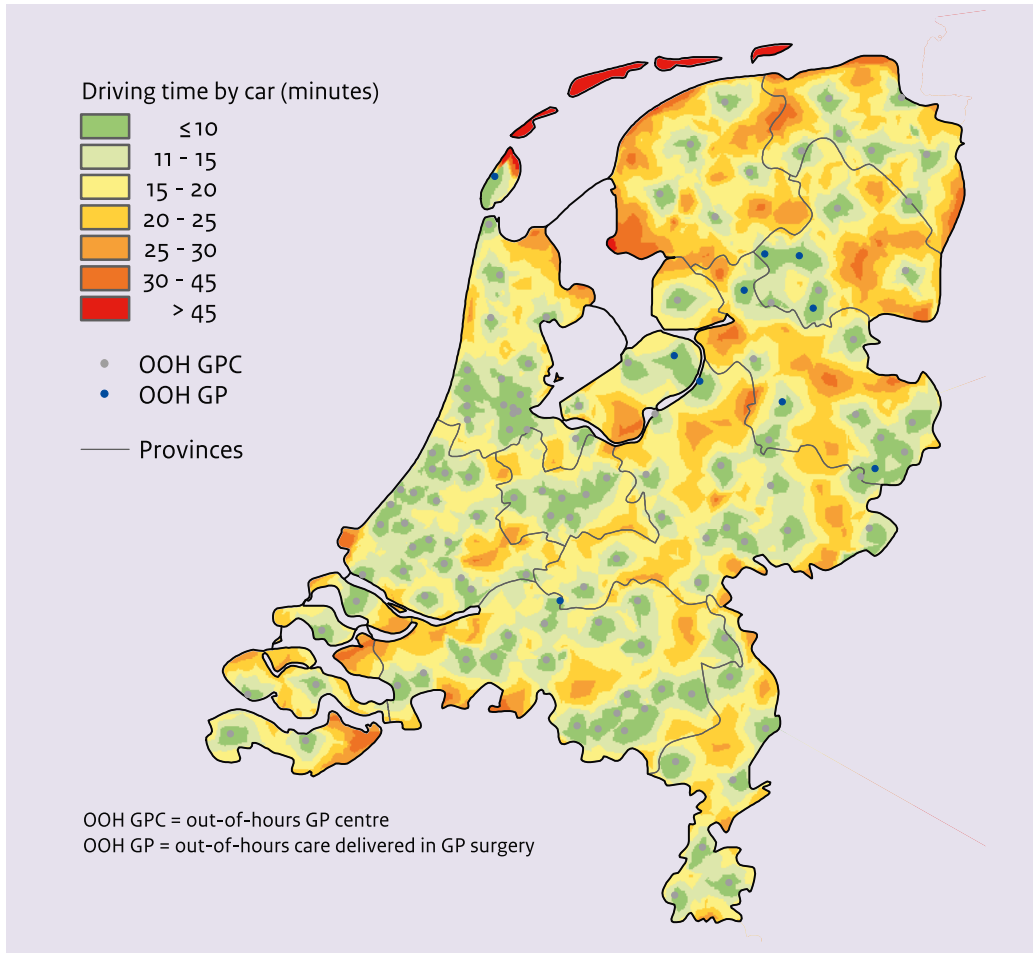 Driving time by car (minutes)
≤10
11 - 15
15 - 20
20 - 25
25 - 30
30 - 45
> 45
OOH GPC
OOH GP
Provinces
OOH GPC = out-of-hours GP centre
OOH GP = out-of-hours care delivered in GP surgery